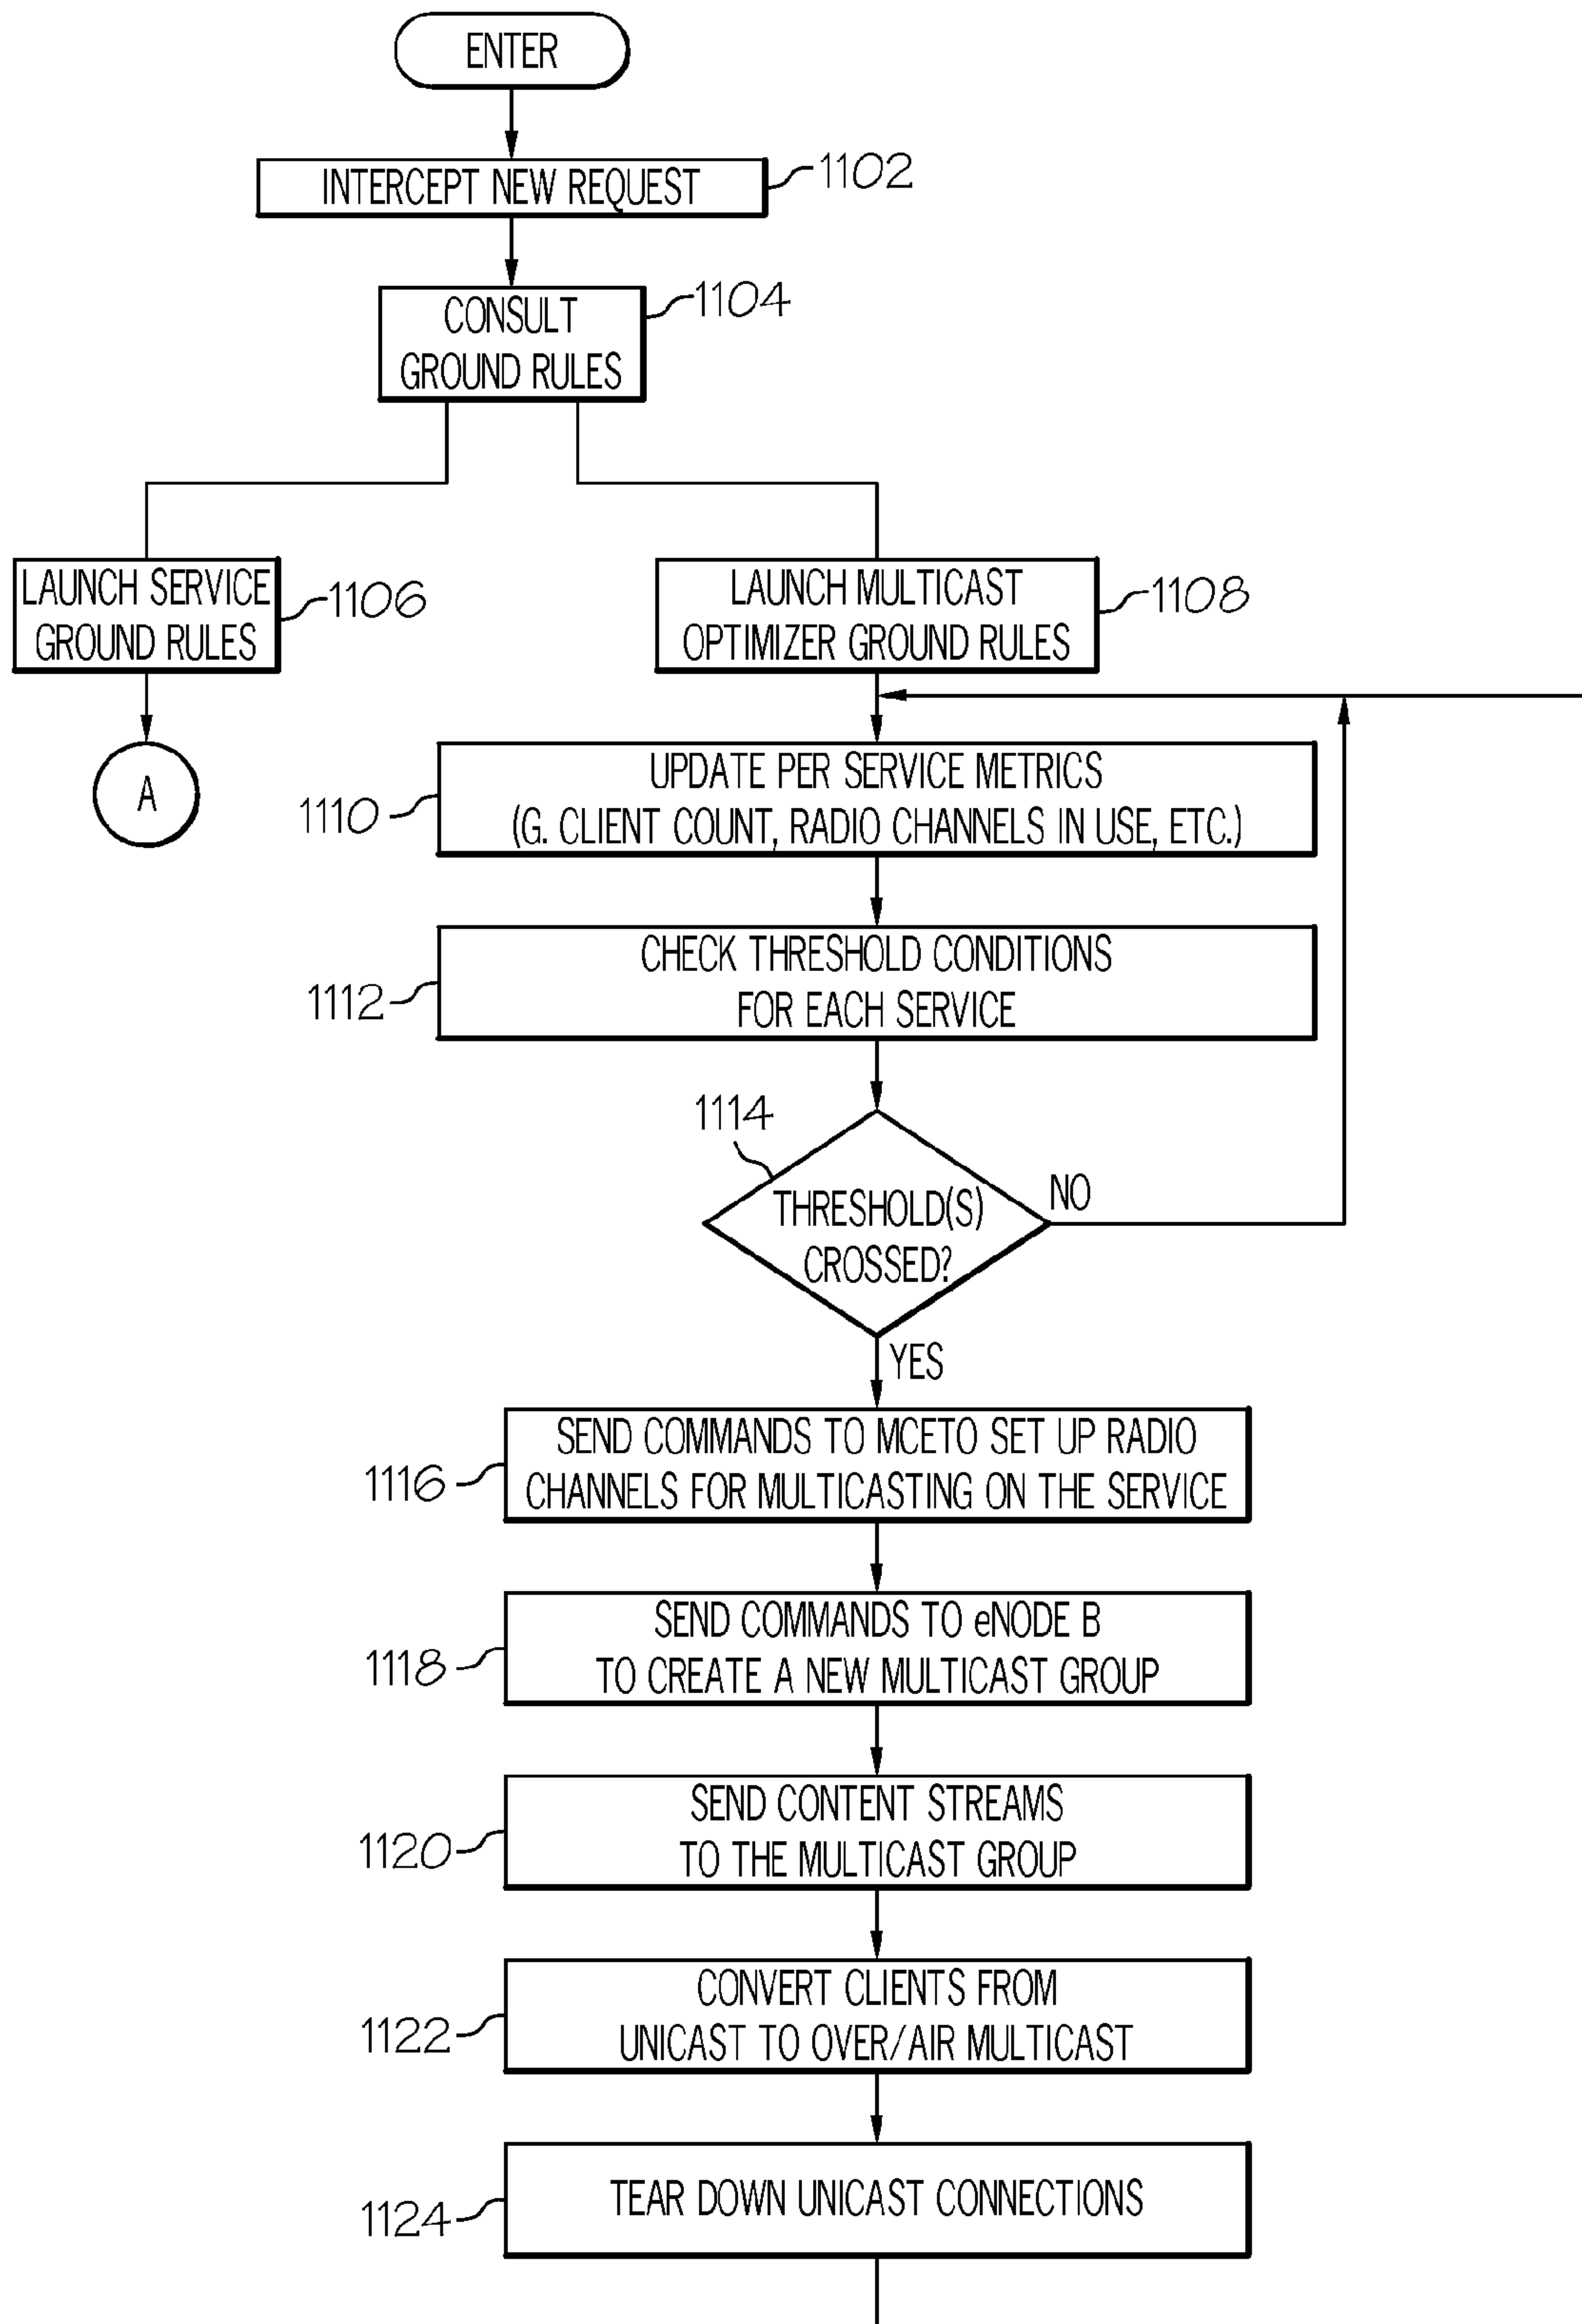 ENTER
INTERCEPT NEW REQUEST
1102
CONSULT
GROUND RULES
1104
LAUNCH SERVICE
GROUND RULES
1106
LAUNCH MULTICAST
OPTIMIZER GROUND RULES
1108
A
UPDATE PER SERVICE METRICS
(G. CLIENT COUNT, RADIO CHANNELS IN USE, ETC.)
1110
CHECK THRESHOLD CONDITIONS
FOR EACH SERVICE
1112
1114
THRESHOLD(S)
CROSSED?
NO
YES
SEND COMMANDS TO MCETO SET UP RADIO
CHANNELS FOR MULTICASTING ON THE SERVICE
1116
SEND COMMANDS TO eNODE B
TO CREATE A NEW MULTICAST GROUP
1118
SEND CONTENT STREAMS
TO THE MULTICAST GROUP
1120
CONVERT CLIENTS FROM
UNICAST TO OVER/AIR MULTICAST
1122
TEAR DOWN UNICAST CONNECTIONS
1124